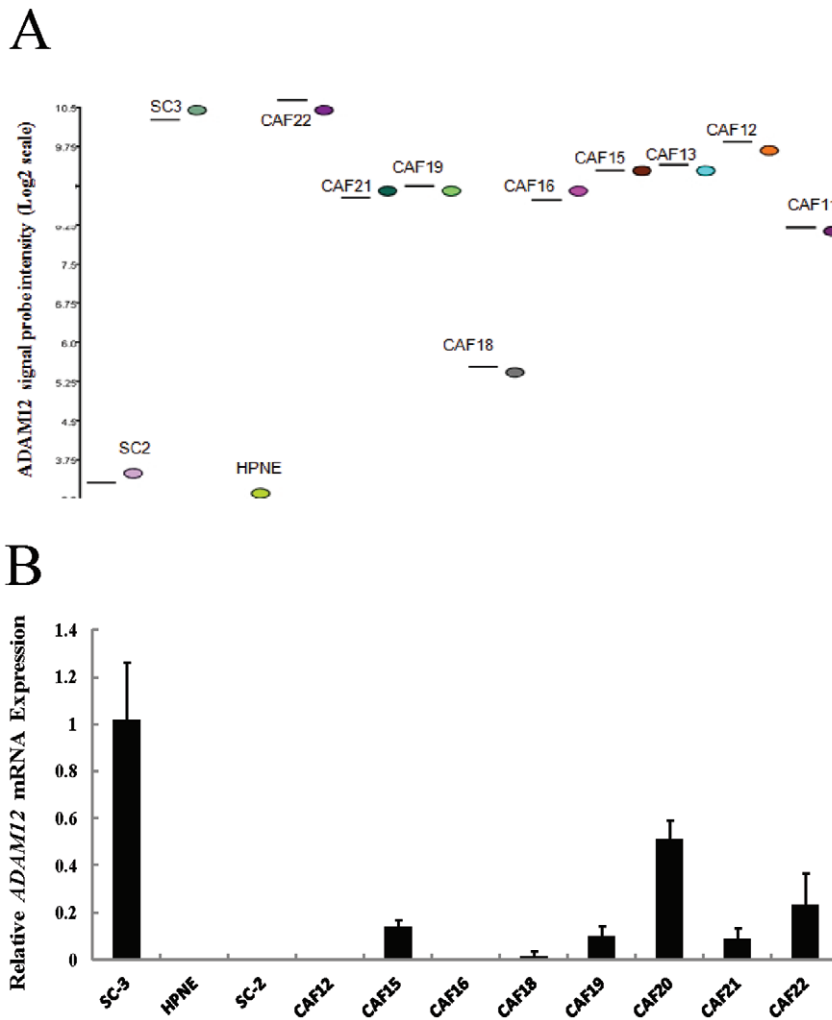 A
ADAM12 signal probe intensity (Log2 scale)
10.5
9.75
7.5
6.75
6.0
5.25
4.5
3.75
SC3
CAF22
CAF21
CAF19
CAF16
CAF15
CAF13
CAF12
CAF11
CAF18
SC2
HPNE
B
Relative ADAM12 mRNA Expression
1.4
1.2
1
0.8
0.6
0.4
0.2
0
SC-3
HPNE
SC-2
CAF12
CAF15
CAF16
CAF18
CAF19
CAF20
CAF21
CAF22